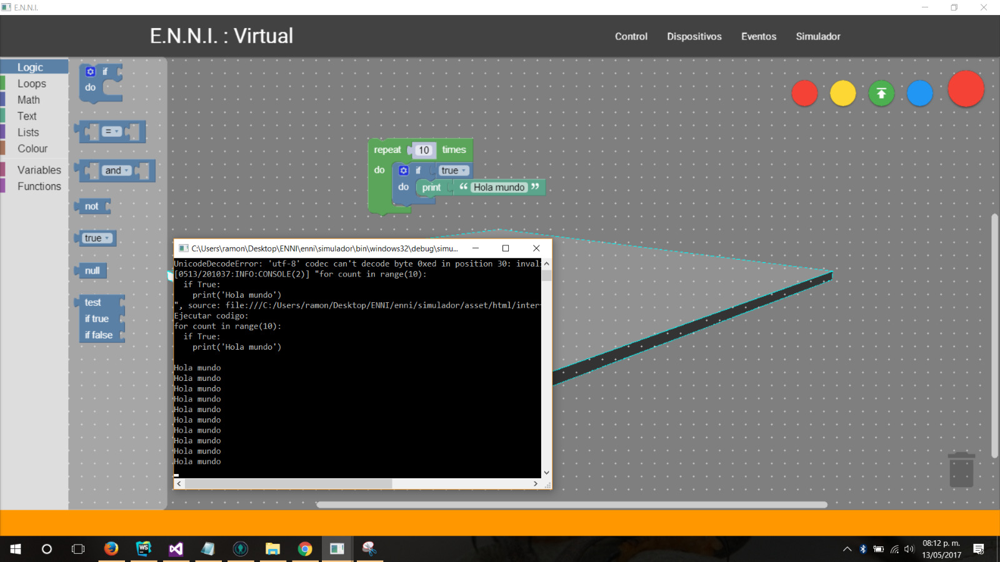 E.N.N.I.
E.N.N.I. : Virtual
Control Dispositivos Eventos Simulador
Logic
Loops
Math
Text
Lists
Colour
Variables
Functions
if
do
=
and
not
true
null
test
if true
if false
repeat 10 times
do if true
do print “ Hola mundo ”
C:\Users\ramon\Desktop\ENNI\enni\simulador\bin\windows32\debug\simu...
UnicodeDecodeError: 'utf-8' codec can't decode byte 0xed in position 30: invali
[0513/201037:INFO:CONSOLE(2)] "for count in range(10):
if True:
print('Hola mundo')
", source: file:///C:/Users/ramon/Desktop/ENNI/enni/simulador/asset/html/inter
Ejecutar codigo:
for count in range(10):
if True:
print('Hola mundo')
Hola mundo
Hola mundo
Hola mundo
Hola mundo
Hola mundo
Hola mundo
Hola mundo
Hola mundo
Hola mundo
Hola mundo
WS
08:12 p. m.
13/05/2017